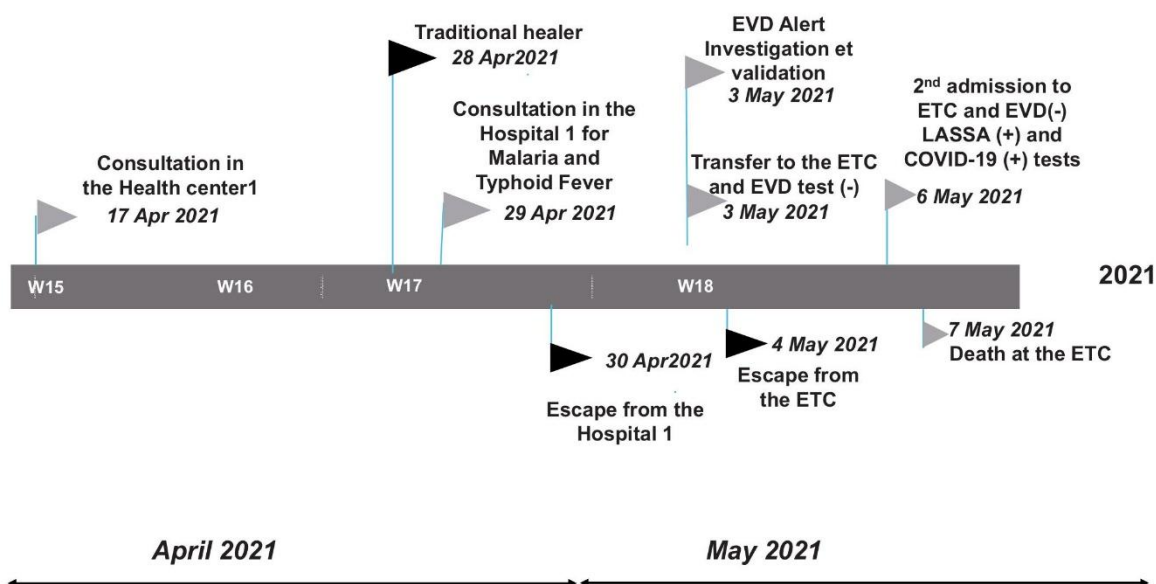 Traditional healer
28 Apr2021
EVD Alert
Investigation et
validation
3 May 2021
2nd admission to
ETC and EVD(-)
LASSA (+) and
COVID-19 (+) tests
6 May 2021
Consultation in the
Hospital 1 for
Malaria and
Typhoid Fever
29 Apr 2021
Consultation in
the Health center1
17 Apr 2021
Transfer to the ETC
and EVD test (-)
3 May 2021
W15
W16
W17
W18
2021
30 Apr2021
Escape from the
Hospital 1
4 May 2021
Escape from
the ETC
7 May 2021
Death at the ETC
April 2021
May 2021